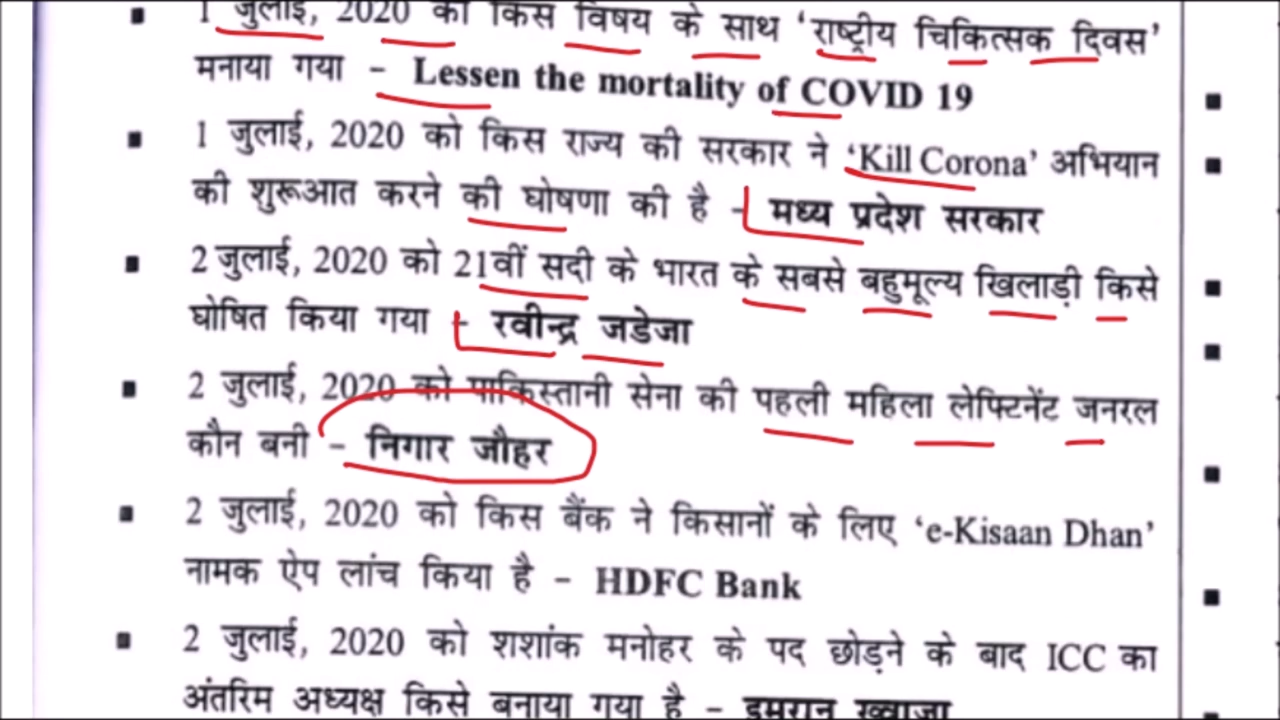 1 जुलाई, 2020 को किस विषय के साथ ‘राष्ट्रीय चिकित्सक दिवस’
मनाया गया – Lessen the mortality of COVID 19
1 जुलाई, 2020 को किस राज्य की सरकार ने ‘Kill Corona’ अभियान
की शुरूआत करने की घोषणा की है – मध्य प्रदेश सरकार
2 जुलाई, 2020 को 21वीं सदी के भारत के सबसे बहुमूल्य खिलाड़ी किसे
घोषित किया गया – रवीन्द्र जडेजा
2 जुलाई, 2020 को पाकिस्तानी सेना की पहली महिला लेफ्टिनेंट जनरल
कौन बनी – निगार जौहर
2 जुलाई, 2020 को किस बैंक ने किसानों के लिए ‘e-Kisaan Dhan’
नामक ऐप लांच किया है – HDFC Bank
2 जुलाई, 2020 को शशांक मनोहर के पद छोड़ने के बाद ICC का
अंतरिम अध्यक्ष किसे बनाया गया है – इमरान ख्वाजा